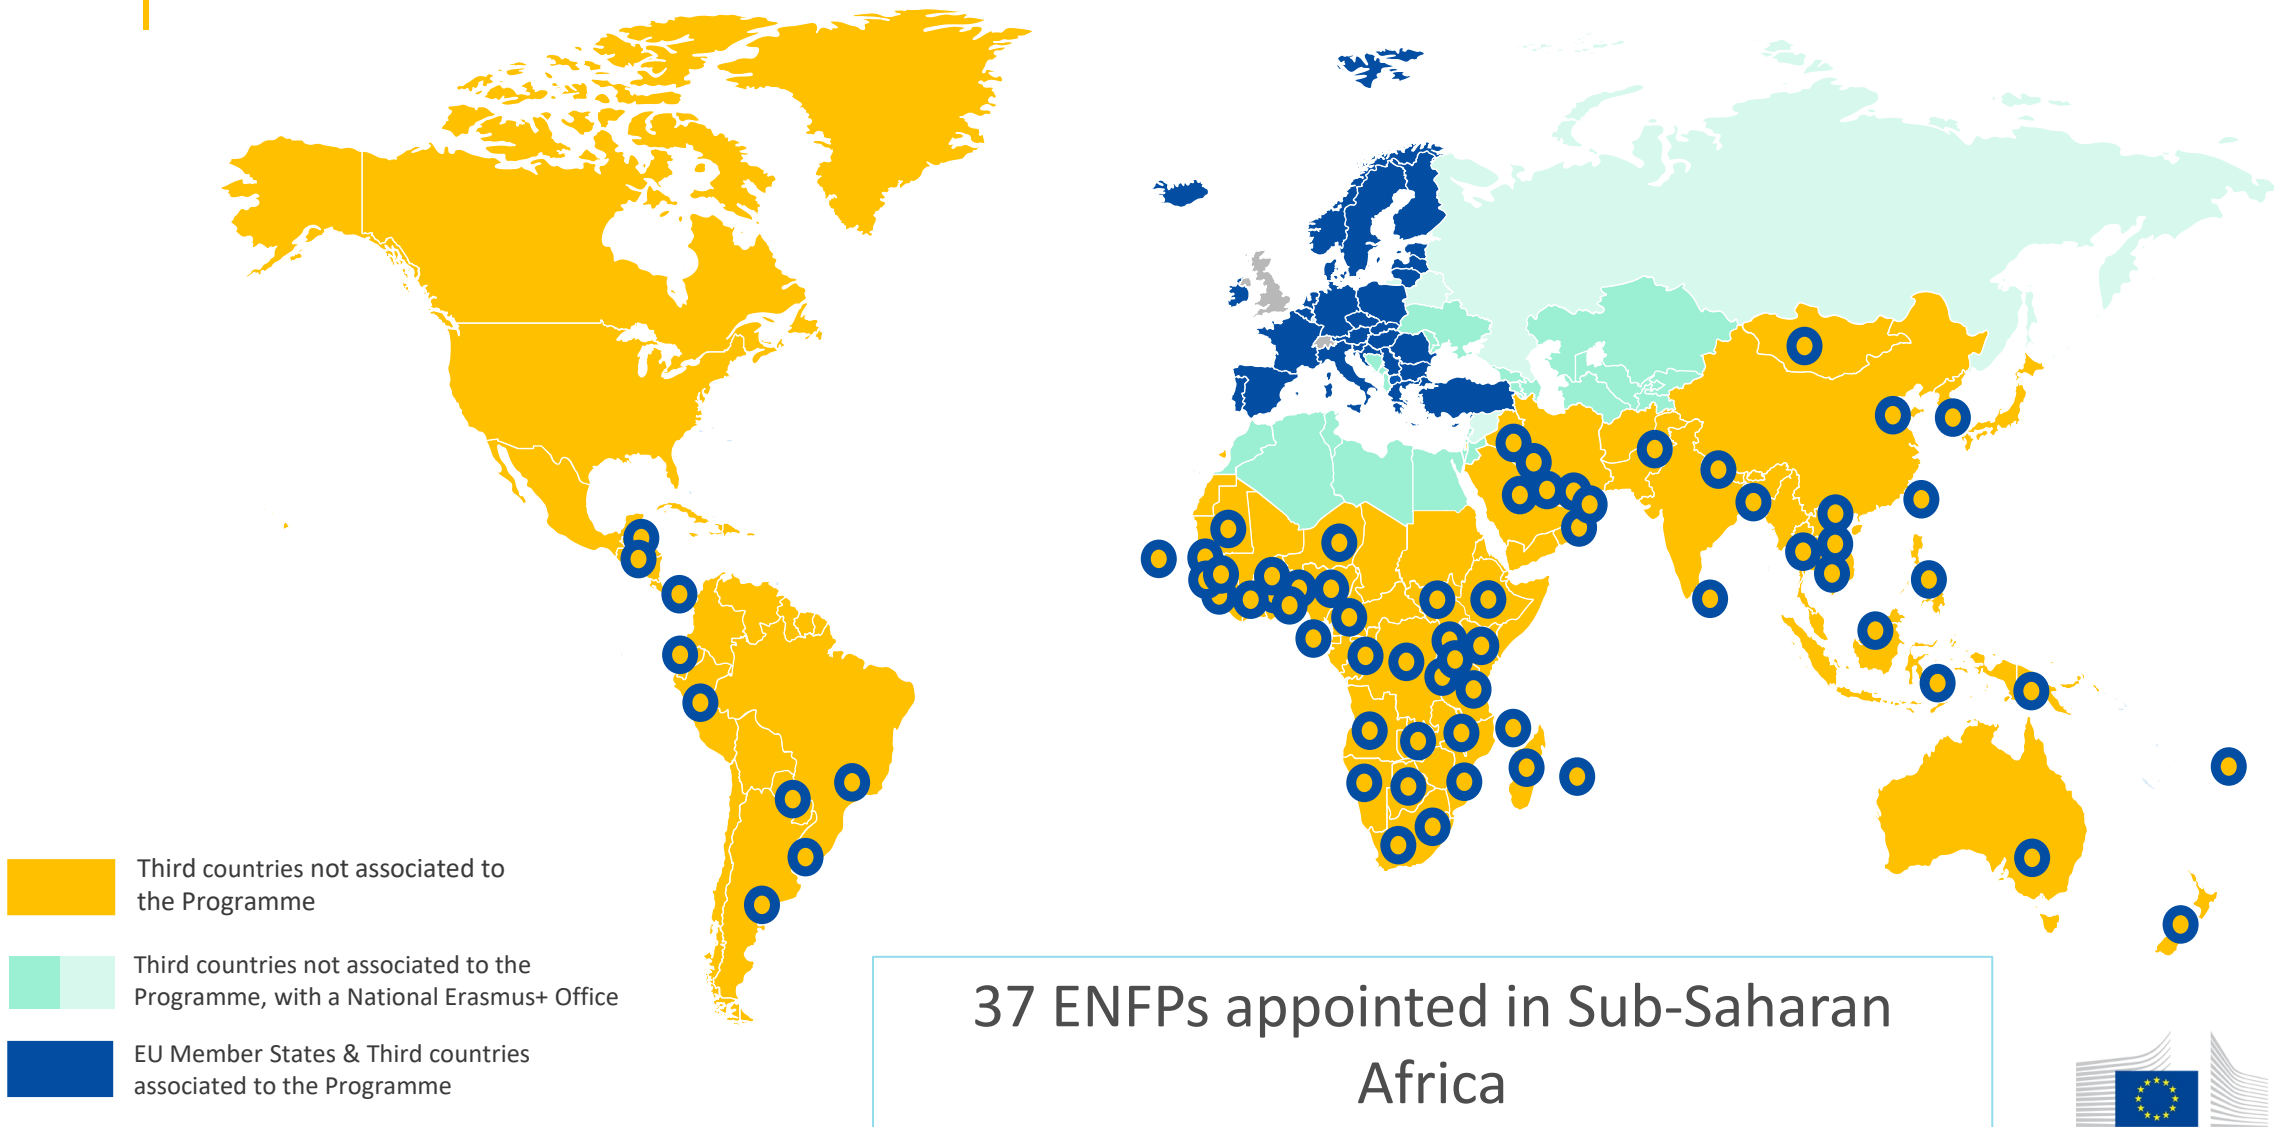 Third countries not associated to
the Programme
Third countries not associated to the
Programme, with a National Erasmus+ Office
EU Member States & Third countries
associated to the Programme
37 ENFPs appointed in Sub-Saharan
Africa